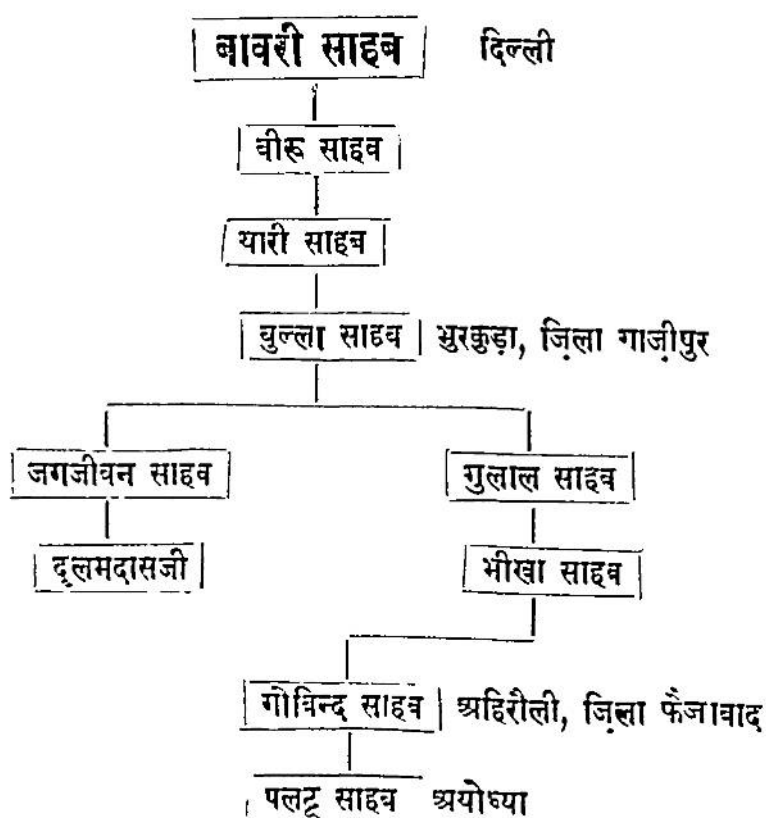 बावरी साहब दिल्ली
बीरू साहब
यारी साहब
बुल्ला साहब भुरकुड़ा, ज़िला गाज़ीपुर
जगजीवन साहब गुलाल साहब
दूलमदासजी भीखा साहब
गोबिन्द साहब अहिरौली, ज़िला फैजाबाद
पलटू साहब अयोध्या